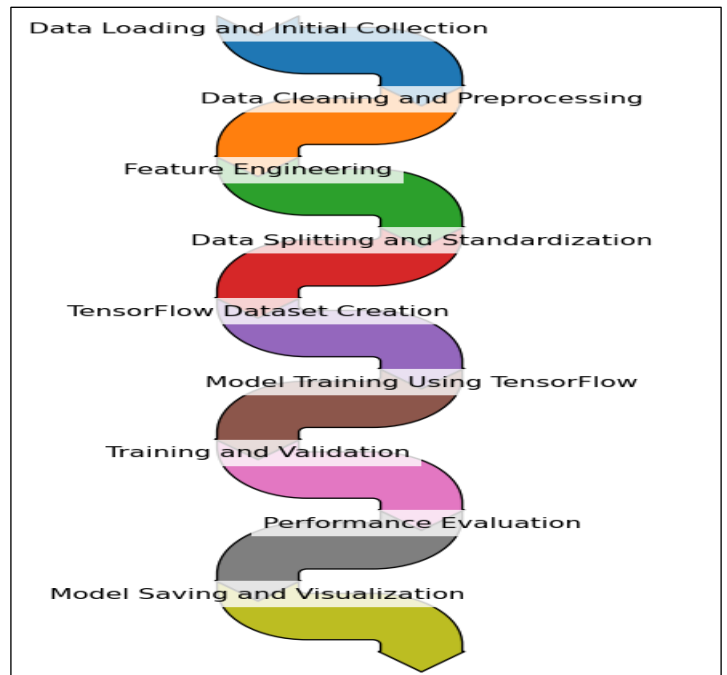 Data Loading and Initial Collection
Data Cleaning and Preprocessing
Feature Engineering
Data Splitting and Standardization
TensorFlow Dataset Creation
Model Training Using TensorFlow
Training and Validation
Performance Evaluation
Model Saving and Visualization